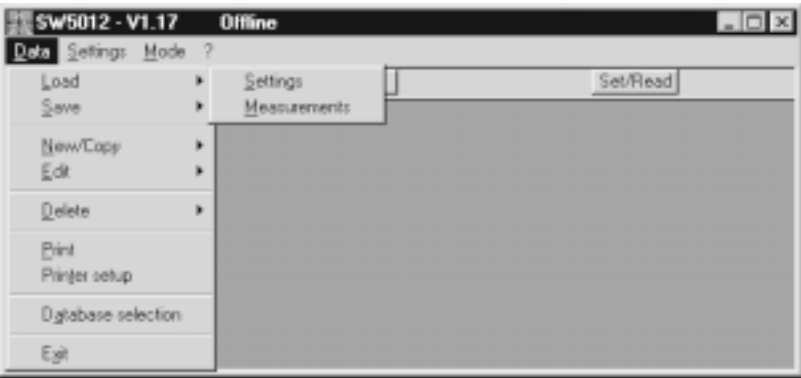 SW5012 - V1.17 Offline
Data Settings Mode ?
Load Settings Set/Read
Save Measurements
New/Copy
Edit
Delete
Print
Printer setup
Database selection
Exit